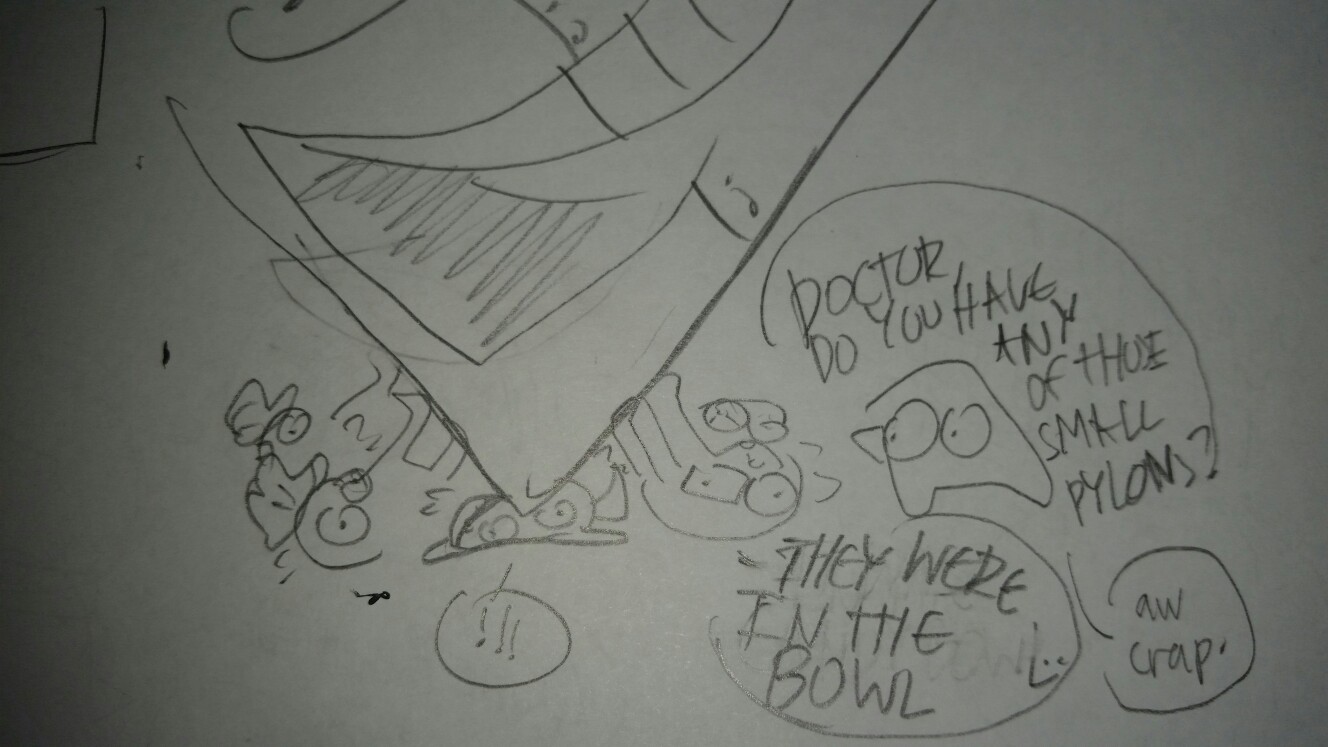 DOCTOR
DO YOU HAVE
ANY
OF THOSE
SMALL
PYLONS?
!!!
- THEY WERE
IN THE
BOWL
aw
crap.